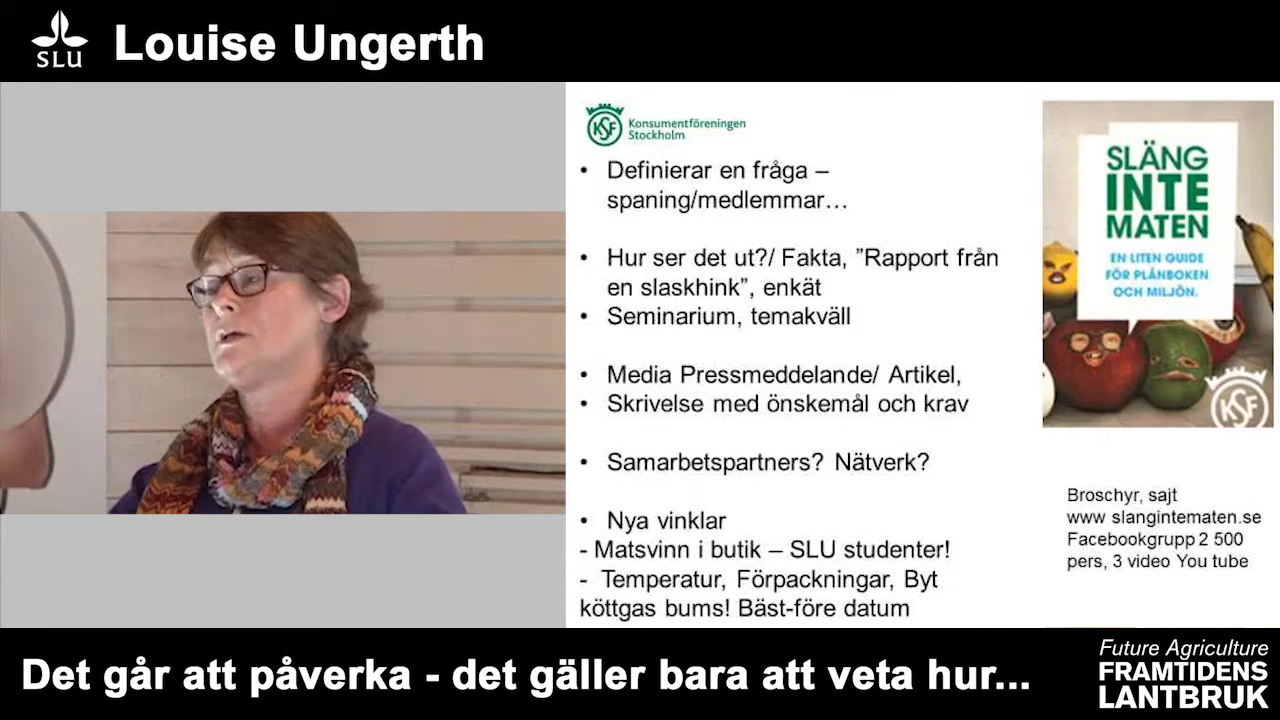 SLU
Louise Ungerth
KSF
Konsumentföreningen
Stockholm
• Definierar en fråga –
spaning/medlemmar…
• Hur ser det ut?/ Fakta, ”Rapport från
en slaskhink”, enkät
• Seminarium, temakväll
• Media Pressmeddelande/ Artikel,
• Skrivelse med önskemål och krav
• Samarbetspartners? Nätverk?
• Nya vinklar
- Matsvinn i butik – SLU studenter!
- Temperatur, Förpackningar, Byt
köttgas bums! Bäst-före datum
SLÄNG
INTE
MATEN
EN LITEN GUIDE
FÖR PLÅNBOKEN
OCH MILJÖN.
KSF
Broschyr, sajt
www slangintematen.se
Facebookgrupp 2 500
pers, 3 video You tube
Det går att påverka - det gäller bara att veta hur...
Future Agriculture
FRAMTIDENS
LANTBRUK